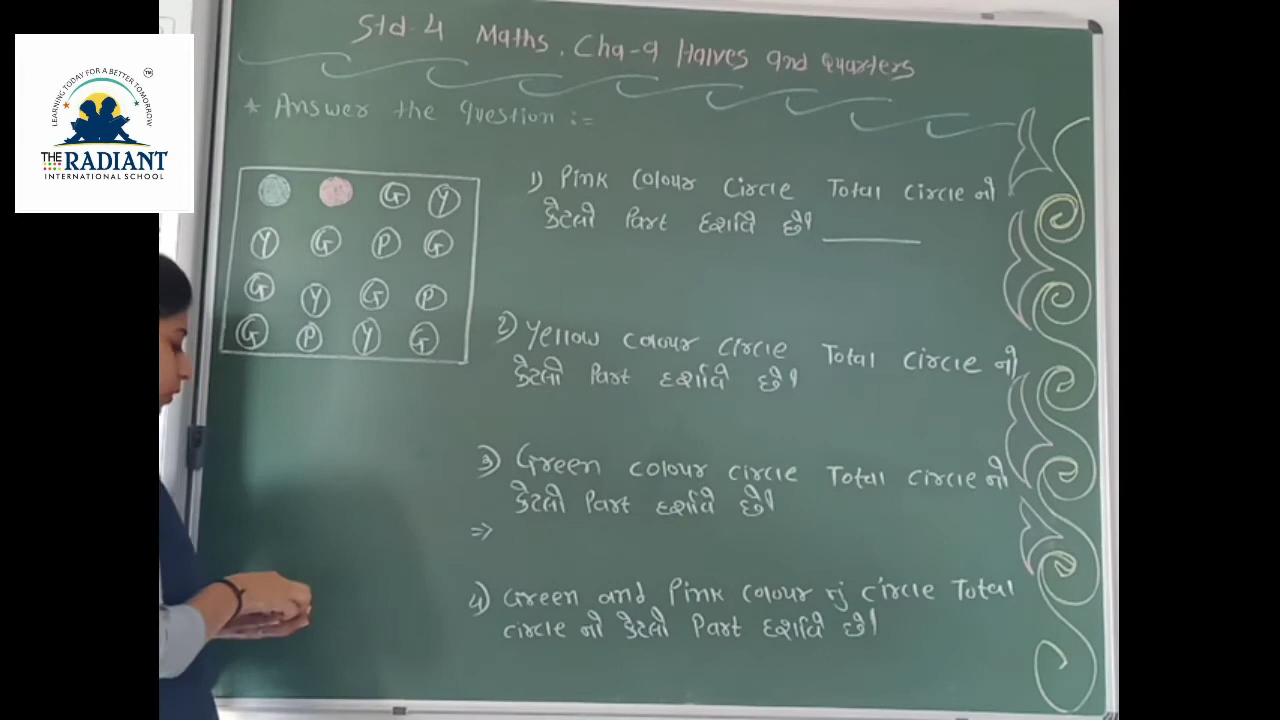 LEARNING TODAY FOR A BETTER TOMORROW
TM
THE RADIANT
INTERNATIONAL SCHOOL
Std-4 Maths, Cha-9 Halves and Quarters
* Answer the question :-
G Y
Y G P G
G Y G P
G P Y G
1) Pink Colour Circle Total Circle નો
કેટલો Part દર્શાવે છે? ______
2) Yellow colour circle Total circle નો
કેટલો Part દર્શાવે છે?
3) Green colour circle Total circle નો
કેટલો Part દર્શાવે છે?
⇒
4) Green and Pink colour નું circle Total
circle નો કેટલો Part દર્શાવે છે?